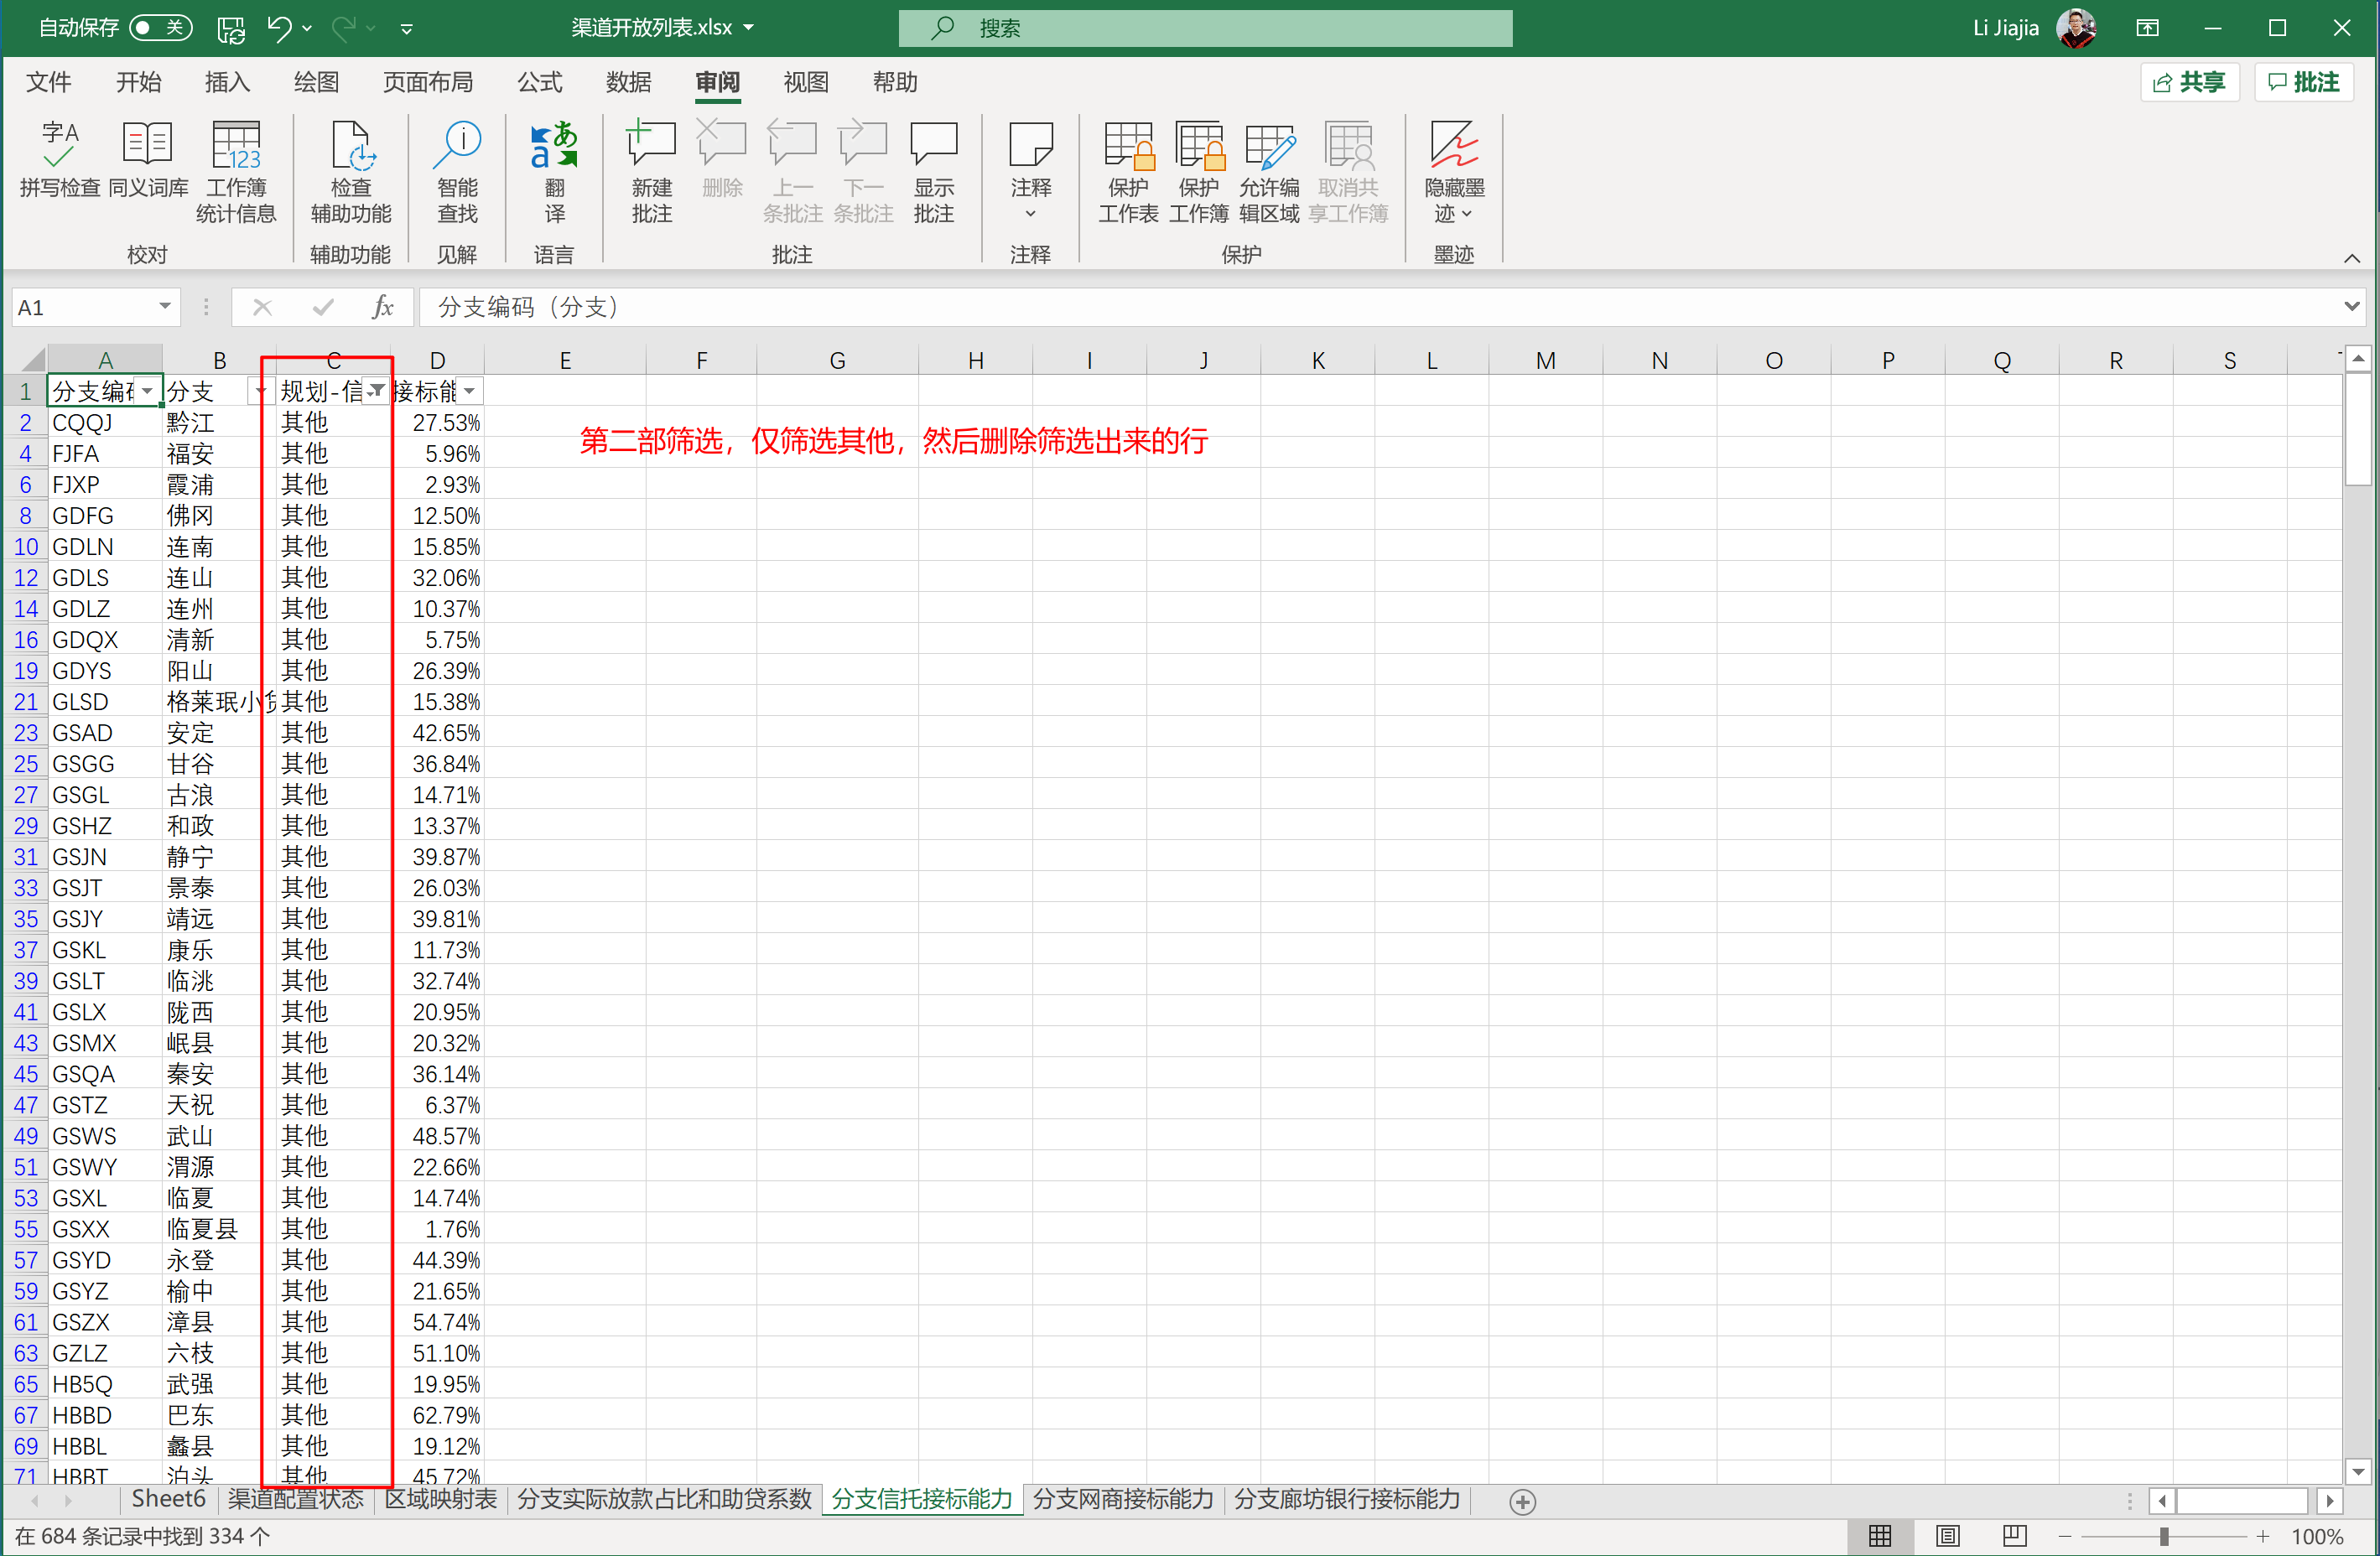 自动保存 关 渠道开放列表.xlsx 搜索 Li Jiajia
文件 开始 插入 绘图 页面布局 公式 数据 审阅 视图 帮助 共享 批注
拼写检查 同义词库 工作簿统计信息 检查辅助功能 智能查找 翻译 新建批注 删除 上一条批注 下一条批注 显示批注 注释 保护工作表 保护工作簿 允许编辑区域 取消共享工作簿 隐藏墨迹
校对 辅助功能 见解 语言 批注 注释 保护 墨迹
A1 fx 分支编码（分支）
A B C D E F G H I J K L M N O P Q R S
1 分支编 分支 规划-信 接标能
2 CQQJ 黔江 其他 27.53%
第二部筛选，仅筛选其他，然后删除筛选出来的行
4 FJFA 福安 其他 5.96%
6 FJXP 霞浦 其他 2.93%
8 GDFG 佛冈 其他 12.50%
10 GDLN 连南 其他 15.85%
12 GDLS 连山 其他 32.06%
14 GDLZ 连州 其他 10.37%
16 GDQX 清新 其他 5.75%
19 GDYS 阳山 其他 26.39%
21 GLSD 格莱珉小贷 其他 15.38%
23 GSAD 安定 其他 42.65%
25 GSGG 甘谷 其他 36.84%
27 GSGL 古浪 其他 14.71%
29 GSHZ 和政 其他 13.37%
31 GSJN 静宁 其他 39.87%
33 GSJT 景泰 其他 26.03%
35 GSJY 靖远 其他 39.81%
37 GSKL 康乐 其他 11.73%
39 GSLT 临洮 其他 32.74%
41 GSLX 陇西 其他 20.95%
43 GSMX 岷县 其他 20.32%
45 GSQA 秦安 其他 36.14%
47 GSTZ 天祝 其他 6.37%
49 GSWS 武山 其他 48.57%
51 GSWY 渭源 其他 22.66%
53 GSXL 临夏 其他 14.74%
55 GSXX 临夏县 其他 1.76%
57 GSYD 永登 其他 44.39%
59 GSYZ 榆中 其他 21.65%
61 GSZX 漳县 其他 54.74%
63 GZLZ 六枝 其他 51.10%
65 HB5Q 武强 其他 19.95%
67 HBBD 巴东 其他 62.79%
69 HBBL 蠡县 其他 19.12%
71 HBBT 泊头 其他 45.72%
Sheet6 渠道配置状态 区域映射表 分支实际放款占比和助贷系数 分支信托接标能力 分支网商接标能力 分支廊坊银行接标能力
在 684 条记录中找到 334 个 100%